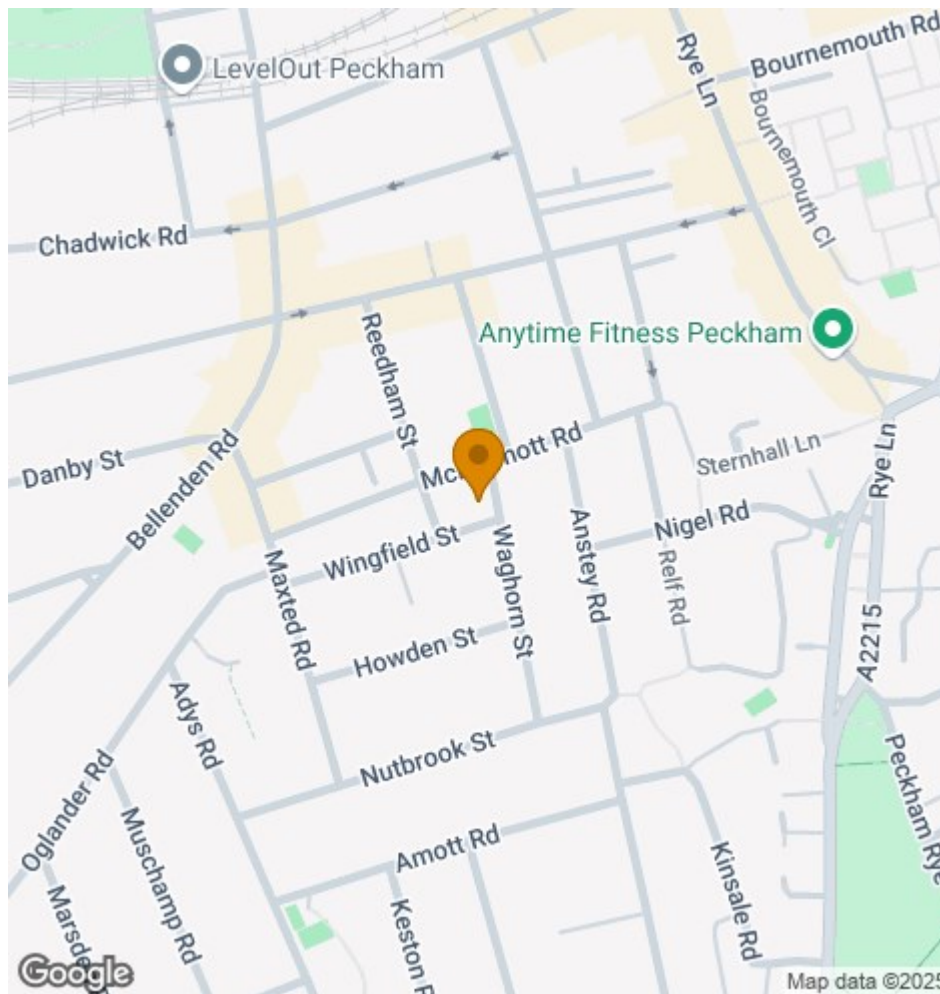 LevelOut Peckham
Rye Ln
Bournemouth Rd
Bournemouth Cl
Chadwick Rd
Anytime Fitness Peckham
Reedham St
Danby St
Bellenden Rd
Sternhall Ln
Rye Ln
Nigel Rd
Wingfield St
Waghorn St
Anstey Rd
Relf Rd
Maxted Rd
Howden St
A2215
Adys Rd
Nutbrook St
Oglander Rd
Peckham Rye
Amott Rd
Muschamp Rd
Kinsale Rd
Keston
Google
Map data ©2025